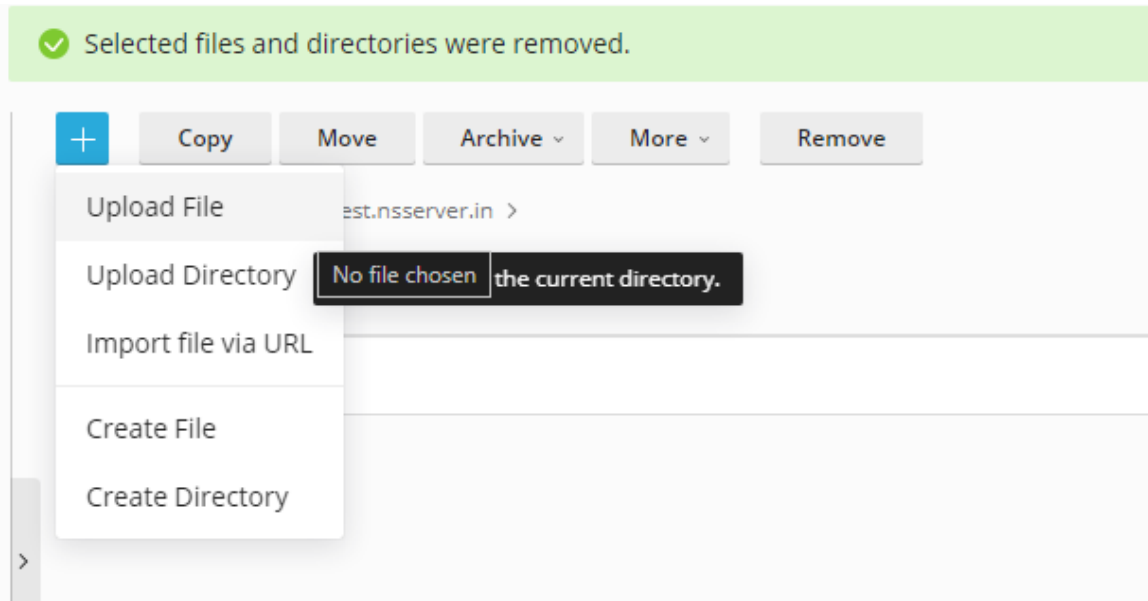 Selected files and directories were removed.
Copy Move Archive More Remove
Upload File
est.nsserver.in >
Upload Directory
No file chosen the current directory.
Import file via URL
Create File
Create Directory